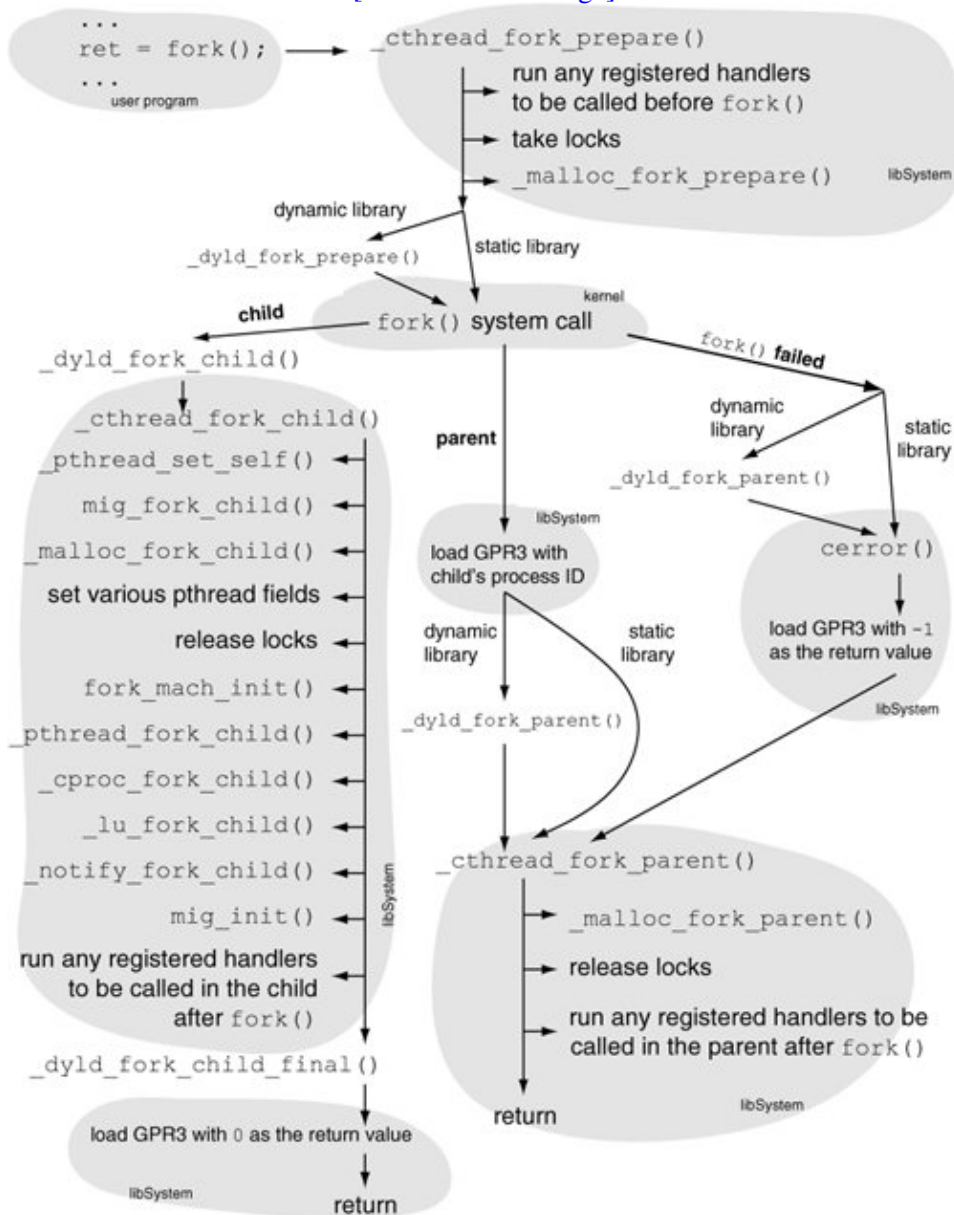 ...
ret = fork();
...
user program
_cthread_fork_prepare()
run any registered handlers
to be called before fork()
take locks
_malloc_fork_prepare()
libSystem
dynamic library
static library
_dyld_fork_prepare()
kernel
fork() system call
child
_dyld_fork_child()
_cthread_fork_child()
_pthread_set_self()
mig_fork_child()
_malloc_fork_child()
set various pthread fields
release locks
fork_mach_init()
_pthread_fork_child()
_cproc_fork_child()
_lu_fork_child()
_notify_fork_child()
mig_init()
run any registered handlers
to be called in the child
after fork()
libSystem
_dyld_fork_child_final()
load GPR3 with 0 as the return value
return
libSystem
parent
libSystem
load GPR3 with
child's process ID
dynamic
library
static
library
_dyld_fork_parent()
fork() failed
dynamic
library
static
library
_dyld_fork_parent()
cerror()
load GPR3 with -1
as the return value
libSystem
_cthread_fork_parent()
_malloc_fork_parent()
release locks
run any registered handlers to be
called in the parent after fork()
return
libSystem